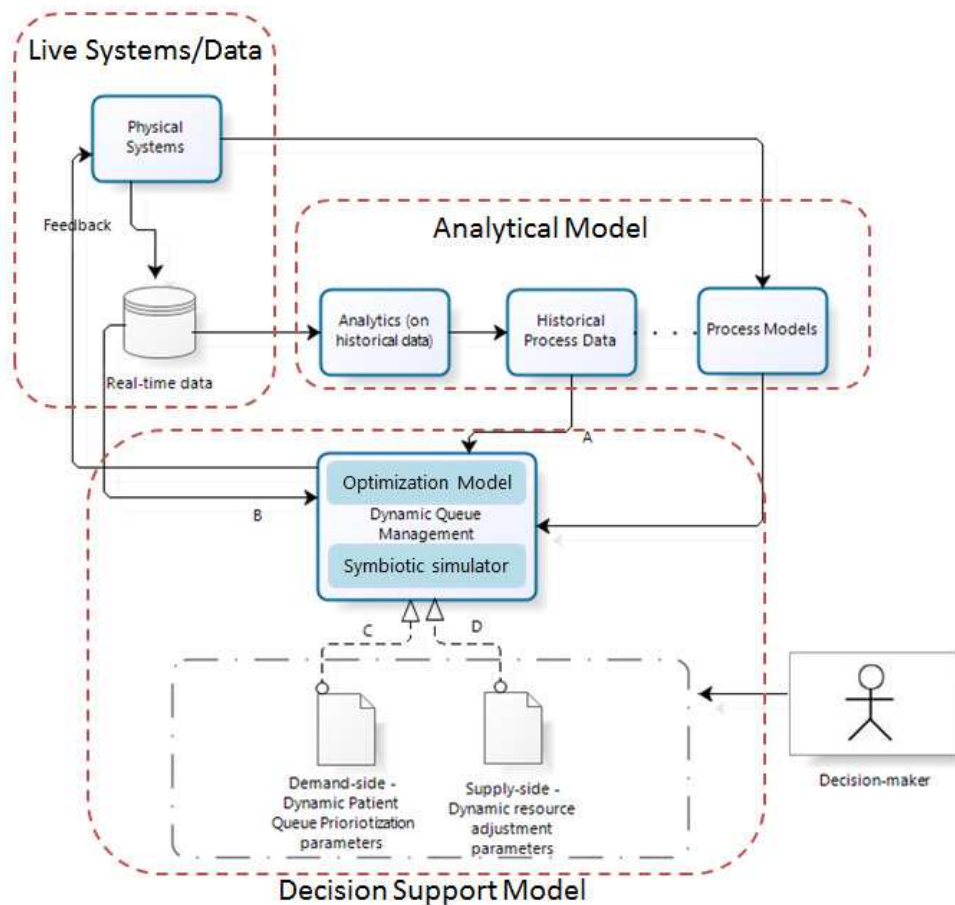 Live Systems/Data
Physical
Systems
Feedback
Analytical Model
Analytics (on
historical data)
Historical
Process Data
Process Models
Real-time data
A
B
Optimization Model
Dynamic Queue
Management
Symbiotic simulator
C
D
Demand-side -
Dynamic Patient
Queue Prioriotization
parameters
Supply-side -
Dynamic resource
adjustment
parameters
Decision-maker
Decision Support Model